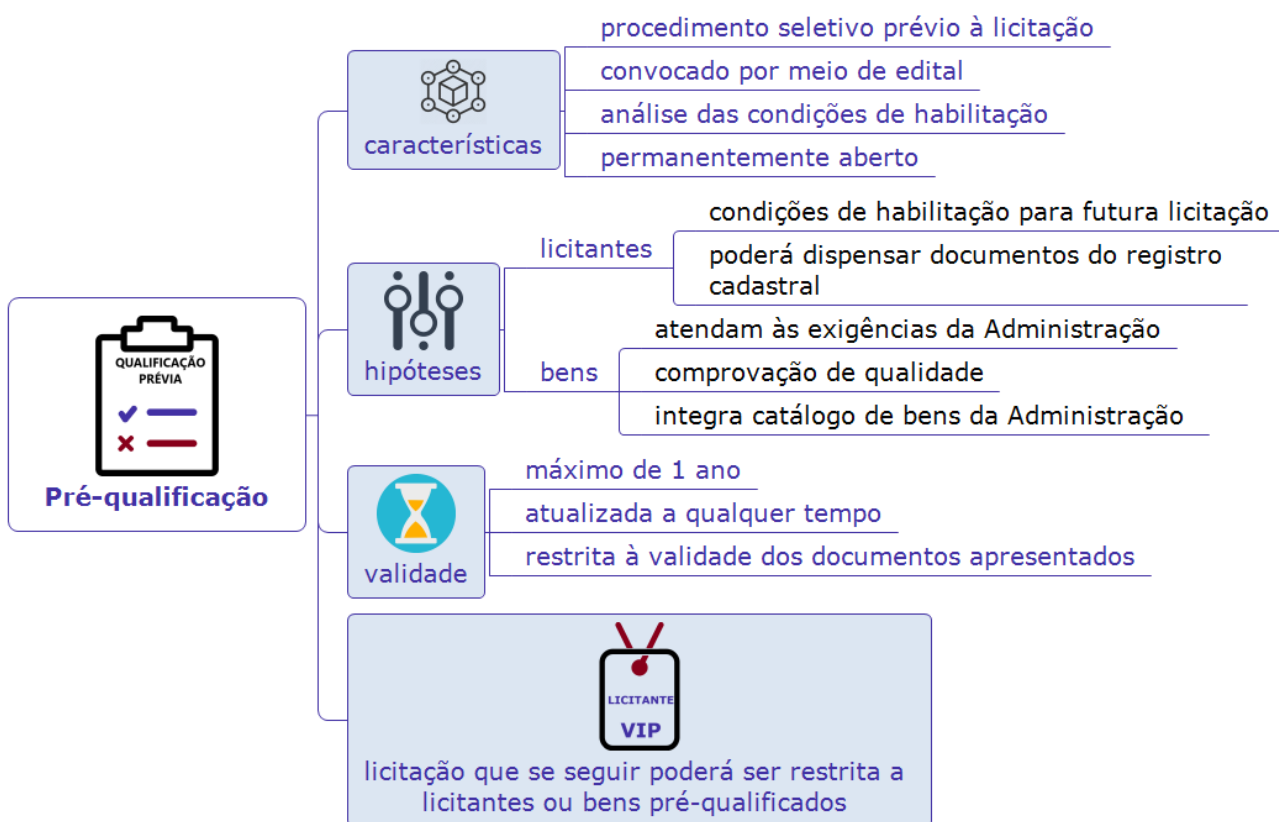 procedimento seletivo prévio à licitação
convocado por meio de edital
análise das condições de habilitação
características
permanentemente aberto
condições de habilitação para futura licitação
licitantes
poderá dispensar documentos do registro
cadastral
atendam às exigências da Administração
hipóteses
bens
comprovação de qualidade
integra catálogo de bens da Administração
QUALIFICAÇÃO
PRÉVIA
Pré-qualificação
máximo de 1 ano
atualizada a qualquer tempo
restrita à validade dos documentos apresentados
validade
LICITANTE
VIP
licitação que se seguir poderá ser restrita a
licitantes ou bens pré-qualificados